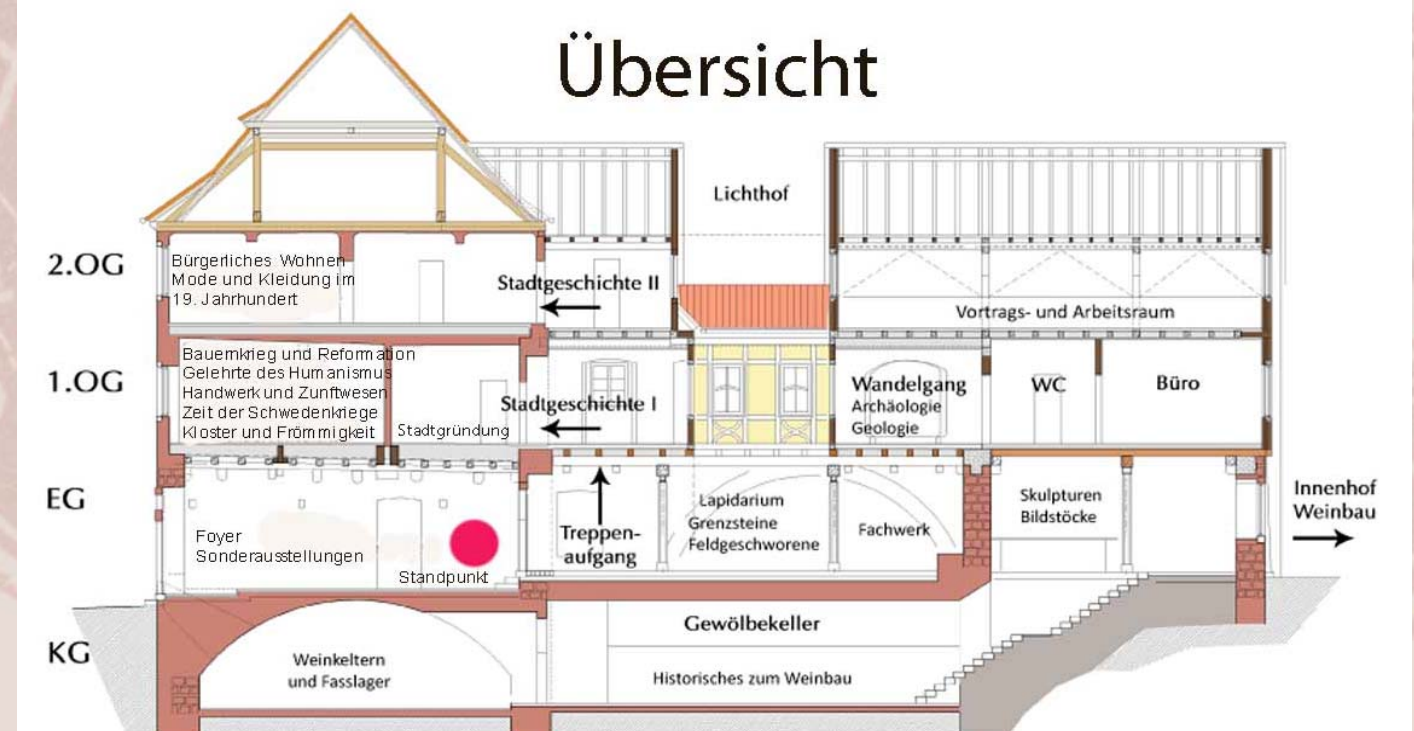 Übersicht
Lichthof
2.OG
Bürgerliches Wohnen
Mode und Kleidung im
19. Jahrhundert
Stadtgeschichte II
Vortrags- und Arbeitsraum
1.OG
Bauernkrieg und Reformation
Gelehrte des Humanismus
Handwerk und Zunftwesen
Zeit der Schwedenkriege
Kloster und Frömmigkeit
Stadtgründung
Stadtgeschichte I
Wandelgang
Archäologie
Geologie
WC
Büro
EG
Foyer
Sonderausstellungen
Standpunkt
Treppen-
aufgang
Lapidarium
Grenzsteine
Feldgeschworene
Fachwerk
Skulpturen
Bildstöcke
Innenhof
Weinbau
KG
Weinkeltern
und Fasslager
Gewölbekeller
Historisches zum Weinbau